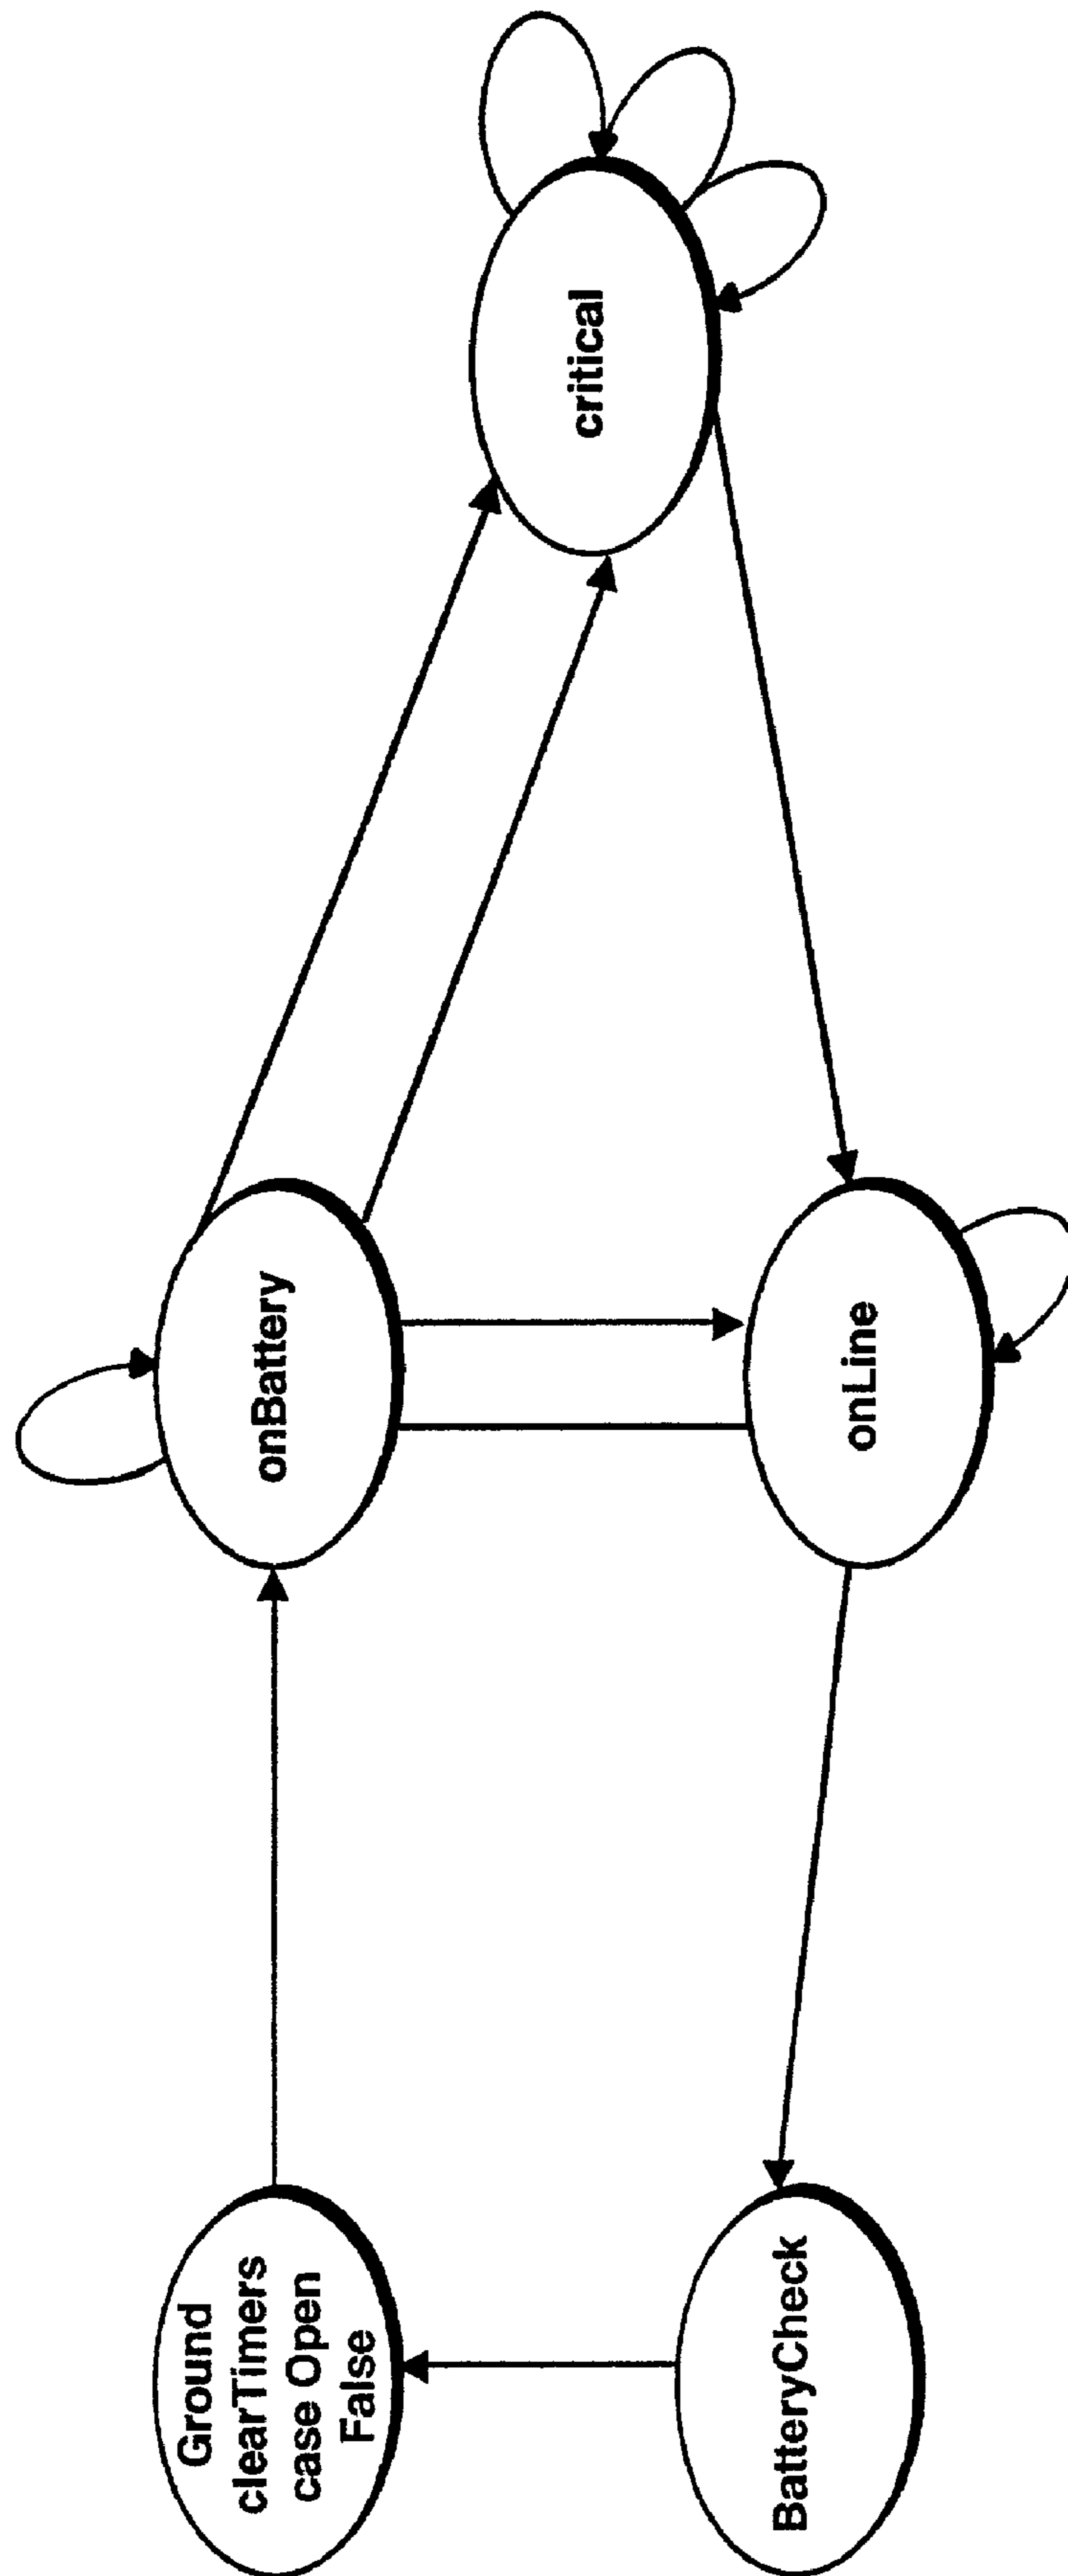 Ground
clearTimers
case Open
False
onBattery
critical
BatteryCheck
onLine